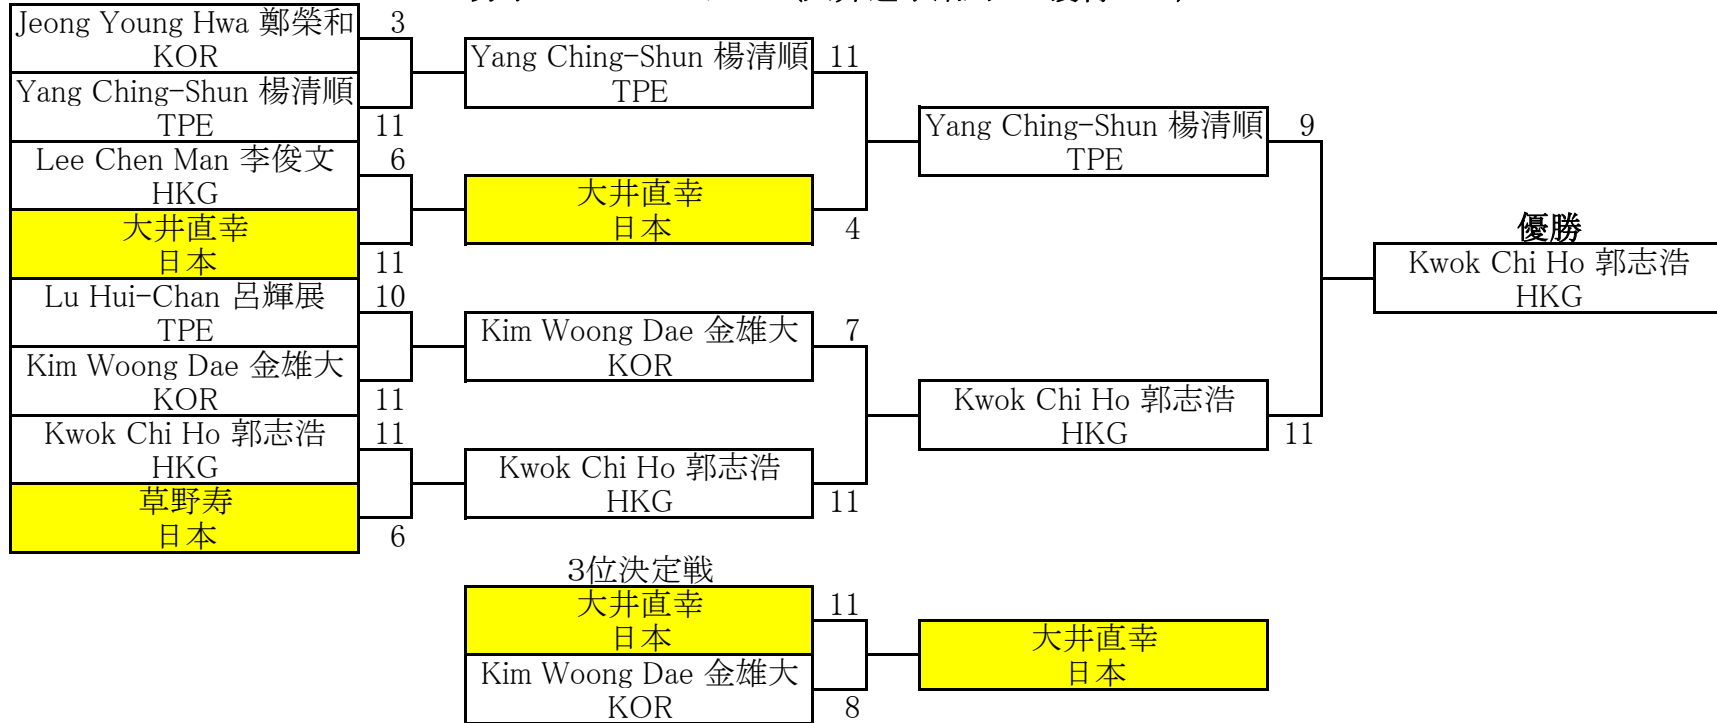 Jeong Young Hwa 鄭榮和 3
KOR
Yang Ching-Shun 楊清順
TPE 11
Lee Chen Man 李俊文 6
HKG
大井直幸
日本 11
Lu Hui-Chan 呂輝展 10
TPE
Kim Woong Dae 金雄大
KOR 11
Kwok Chi Ho 郭志浩 11
HKG
草野寿
日本 6
Yang Ching-Shun 楊清順 11
TPE
大井直幸
日本 4
Kim Woong Dae 金雄大 7
KOR
Kwok Chi Ho 郭志浩
HKG 11
Yang Ching-Shun 楊清順 9
TPE
Kwok Chi Ho 郭志浩
HKG 11
優勝
Kwok Chi Ho 郭志浩
HKG
3位決定戦
大井直幸 11
日本
Kim Woong Dae 金雄大
KOR 8
大井直幸
日本